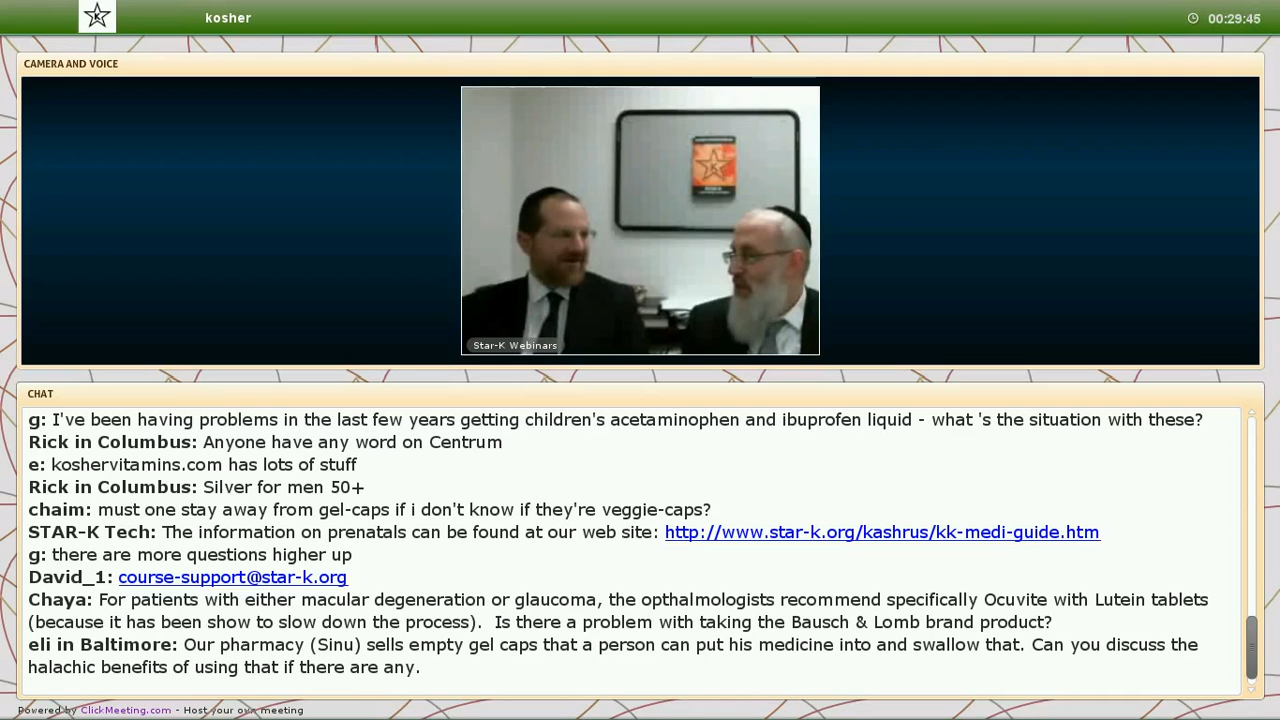 kosher
00:29:45
CAMERA AND VOICE
Star-K Webinars
CHAT
g: I've been having problems in the last few years getting children's acetaminophen and ibuprofen liquid - what 's the situation with these?
Rick in Columbus: Anyone have any word on Centrum
e: koshervitamins.com has lots of stuff
Rick in Columbus: Silver for men 50+
chaim: must one stay away from gel-caps if i don't know if they're veggie-caps?
STAR-K Tech: The information on prenatals can be found at our web site: http://www.star-k.org/kashrus/kk-medi-guide.htm
g: there are more questions higher up
David_1: course-support@star-k.org
Chaya: For patients with either macular degeneration or glaucoma, the opthalmologists recommend specifically Ocuvite with Lutein tablets
(because it has been show to slow down the process).  Is there a problem with taking the Bausch & Lomb brand product?
eli in Baltimore: Our pharmacy (Sinu) sells empty gel caps that a person can put his medicine into and swallow that. Can you discuss the
halachic benefits of using that if there are any.
Powered by ClickMeeting.com - Host your own meeting